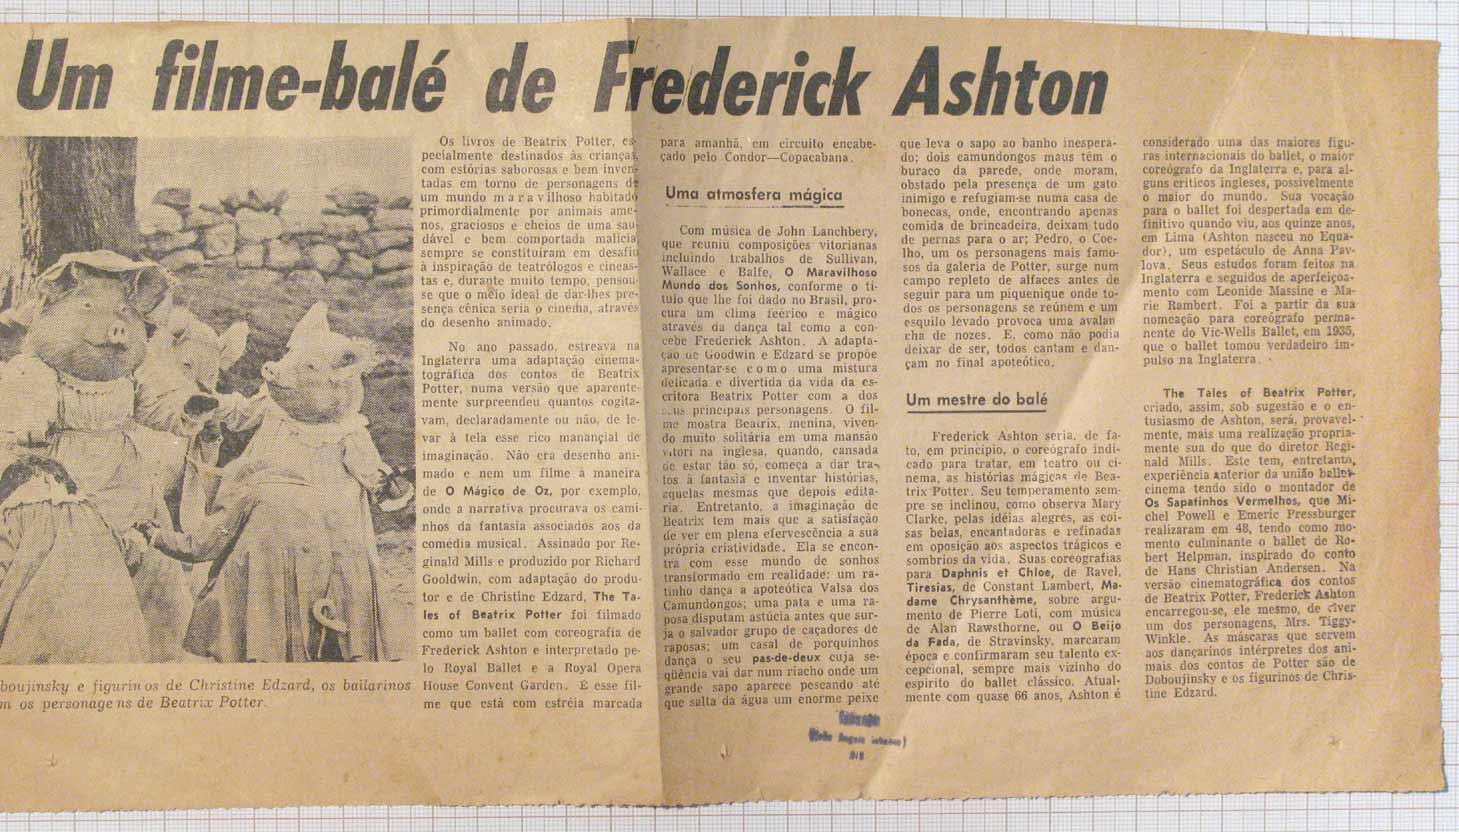 Um filme-balé de Frederick Ashton
Os livros de Beatrix Potter, es-
pecialmente destinados às crianças,
com estórias saborosas e bem inven-
tadas em torno de personagens de
um mundo maravilhoso habitado
primordialmente por animais ame-
nos, graciosos e cheios de uma sau-
dável e bem comportada malícia,
sempre se constituiram em desafio
à inspiração de teatrólogos e cineas-
tas e, durante muito tempo, pensou-
se que o meio ideal de dar-lhes pre-
sença cênica seria o cinema, através
do desenho animado.
No ano passado, estreava na
Inglaterra uma adaptação cinema-
tográfica dos contos de Beatrix
Potter, numa versão que aparente-
mente surpreendeu quantos cogita-
vam, declaradamente ou não, de le-
var à tela esse rico manançial de
imaginação. Não era desenho ani-
mado e nem um filme à maneira
de O Mágico de Oz, por exemplo,
onde a narrativa procurava os cami-
nhos da fantasia associados aos da
comédia musical. Assinado por Re-
ginald Mills e produzido por Richard
Gooldwin, com adaptação do produ-
tor e de Christine Edzard, The Ta-
les of Beatrix Potter foi filmado
como um ballet com coreografia de
Frederick Ashton e interpretado pe-
lo Royal Ballet e a Royal Opera
House Convent Garden. E esse fil-
me que está com estréia marcada
para amanhã, em circuito encabe-
çado pelo Condor—Copacabana.
Uma atmosfera mágica
Com música de John Lanchbery,
que reuniu composições vitorianas
incluindo trabalhos de Sullivan,
Wallace e Balfe, O Maravilhoso
Mundo dos Sonhos, conforme o tí-
tulo que lhe foi dado no Brasil, pro-
cura um clima feérico e mágico
através da dança tal como a con-
cebe Frederick Ashton. A adapta-
ção de Goodwin e Edzard se propõe
apresentar-se como uma mistura
delicada e divertida da vida da es-
critora Beatrix Potter com a dos
seus principais personagens. O fil-
me mostra Beatrix, menina, viven-
do muito solitária em uma mansão
vitori na inglesa, quando, cansada
de estar tão só, começa a dar tra-
tos à fantasia e inventar histórias,
aquelas mesmas que depois edita-
ria. Entretanto, a imaginação de
Beatrix tem mais que a satisfação
de ver em plena efervescência a sua
própria criatividade. Ela se encon-
tra com esse mundo de sonhos
transformado em realidade: um ra-
tinho dança a apoteótica Valsa dos
Camundongos; uma pata e uma ra-
posa disputam astúcia antes que sur-
ja o salvador grupo de caçadores de
raposas; um casal de porquinhos
dança o seu pas-de-deux cuja se-
qüência vai dar num riacho onde um
grande sapo aparece pescando até
que salta da água um enorme peixe
que leva o sapo ao banho inespera-
do; dois camundongos maus têm o
buraco da parede, onde moram,
obstado pela presença de um gato
inimigo e refugiam-se numa casa de
bonecas, onde, encontrando apenas
comida de brincadeira, deixam tudo
de pernas para o ar; Pedro, o Coe-
lho, um os personagens mais famo-
sos da galeria de Potter, surge num
campo repleto de alfaces antes de
seguir para um piquenique onde to-
dos os personagens se reúnem e um
esquilo levado provoca uma avalan
cha de nozes. E, como não podia
deixar de ser, todos cantam e dan-
çam no final apoteótico.
Um mestre do balé
Frederick Ashton seria, de fa-
to, em princípio, o coreógrafo indi-
cado para tratar, em teatro ou ci-
nema, as histórias mágicas de Bea-
trix Potter. Seu temperamento sem-
pre se inclinou, como observa Mary
Clarke, pelas idéias alegres, as coi-
sas belas, encantadoras e refinadas
em oposição aos aspectos trágicos e
sombrios da vida. Suas coreografias
para Daphnis et Chloe, de Ravel,
Tiresias, de Constant Lambert, Ma-
dame Chrysanthème, sobre argu-
mento de Pierre Loti, com música
de Alan Rawsthorne, ou O Beijo
da Fada, de Stravinsky, marcaram
época e confirmaram seu talento ex-
cepcional, sempre mais vizinho do
espírito do ballet clássico. Atual-
mente com quase 66 anos, Ashton é
considerado uma das maiores figu-
ras internacionais do ballet, o maior
coreógrafo da Inglaterra e, para al-
guns críticos ingleses, possivelmente
o maior do mundo. Sua vocação
para o ballet foi despertada em de-
finitivo quando viu, aos quinze anos,
em Lima (Ashton nasceu no Equa-
dor), um espetáculo de Anna Pav-
lova. Seus estudos foram feitos na
Inglaterra e seguidos de aperfeiçoa-
mento com Leonide Massine e Ma-
rie Rambert. Foi a partir da sua
nomeação para coreógrafo perma-
nente do Vic-Wells Ballet, em 1935,
que o ballet tomou verdadeiro im-
pulso na Inglaterra.
The Tales of Beatrix Potter,
criado, assim, sob sugestão e o en-
tusiasmo de Ashton, será, provavel-
mente, mais uma realização propria-
mente sua do que do diretor Regi-
nald Mills. Este tem, entretanto,
experiência anterior da união ballet-
cinema tendo sido o montador de
Os Sapatinhos Vermelhos, que Mi-
chel Powell e Emeric Pressburger
realizaram em 48, tendo como mo-
mento culminante o ballet de Ro-
bert Helpman, inspirado do conto
de Hans Christian Andersen. Na
versão cinematográfica dos contos
de Beatrix Potter, Frederick Ashton
encarregou-se, ele mesmo, de viver
um dos personagens, Mrs. Tiggy-
Winkle. As máscaras que servem
aos dançarinos intérpretes dos ani-
mais dos contos de Potter são de
Doboujinsky e os figurinos de Chris-
tine Edzard.
boujinsky e figurinos de Christine Edzard, os bailarinos
m os personagens de Beatrix Potter.